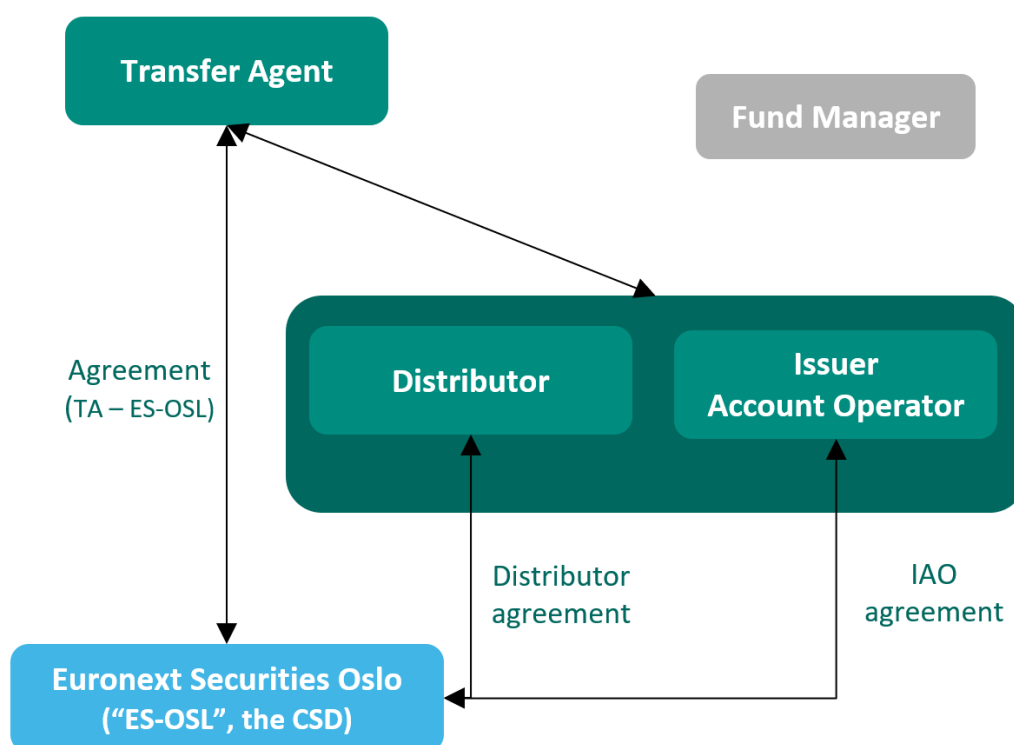 Transfer Agent
Fund Manager
Distributor
Issuer
Account Operator
Agreement
(TA – ES-OSL)
Distributor
agreement
IAO
agreement
Euronext Securities Oslo
(“ES-OSL”, the CSD)